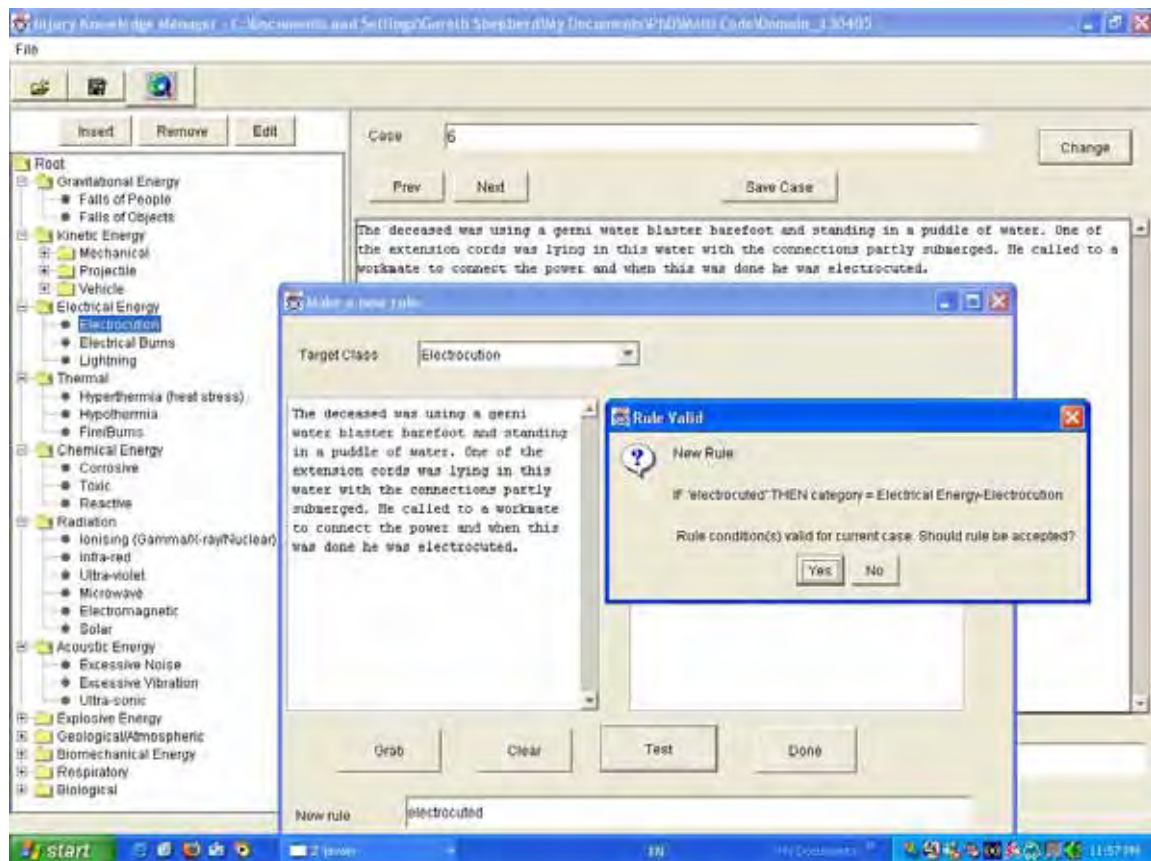 Injury Knowledge Manager - C:\Documents and Settings\Gareth Shepherd\My Documents\PhD\Multi Code\Domain_130405
File
Insert Remove Edit
Root
Gravitational Energy
Falls of People
Falls of Objects
Kinetic Energy
Mechanical
Projectile
Vehicle
Electrical Energy
Electrocution
Electrical Burns
Lightning
Thermal
Hyperthermia (heat stress)
Hypothermia
Fire/Burns
Chemical Energy
Corrosive
Toxic
Reactive
Radiation
Ionising (Gamma/X-ray/Nuclear)
Infra-red
Ultra-violet
Microwave
Electromagnetic
Solar
Acoustic Energy
Excessive Noise
Excessive Vibration
Ultra-sonic
Explosive Energy
Geological/Atmospheric
Biomechanical Energy
Respiratory
Biological
Case 6
Change
Prev Next Save Case
The deceased was using a gerni water blaster barefoot and standing in a puddle of water. One of
the extension cords was lying in this water with the connections partly submerged. He called to a
workmate to connect the power and when this was done he was electrocuted.
Make a new rule
Target Class Electrocution
The deceased was using a gerni
water blaster barefoot and standing
in a puddle of water. One of the
extension cords was lying in this
water with the connections partly
submerged. He called to a workmate
to connect the power and when this
was done he was electrocuted.
Rule Valid
New Rule
IF 'electrocuted' THEN category = Electrical Energy-Electrocution
Rule condition(s) valid for current case. Should rule be accepted?
Yes No
Grab Clear Test Done
New rule electrocuted
start
2 javaw
EN
My Documents
11:57 PM